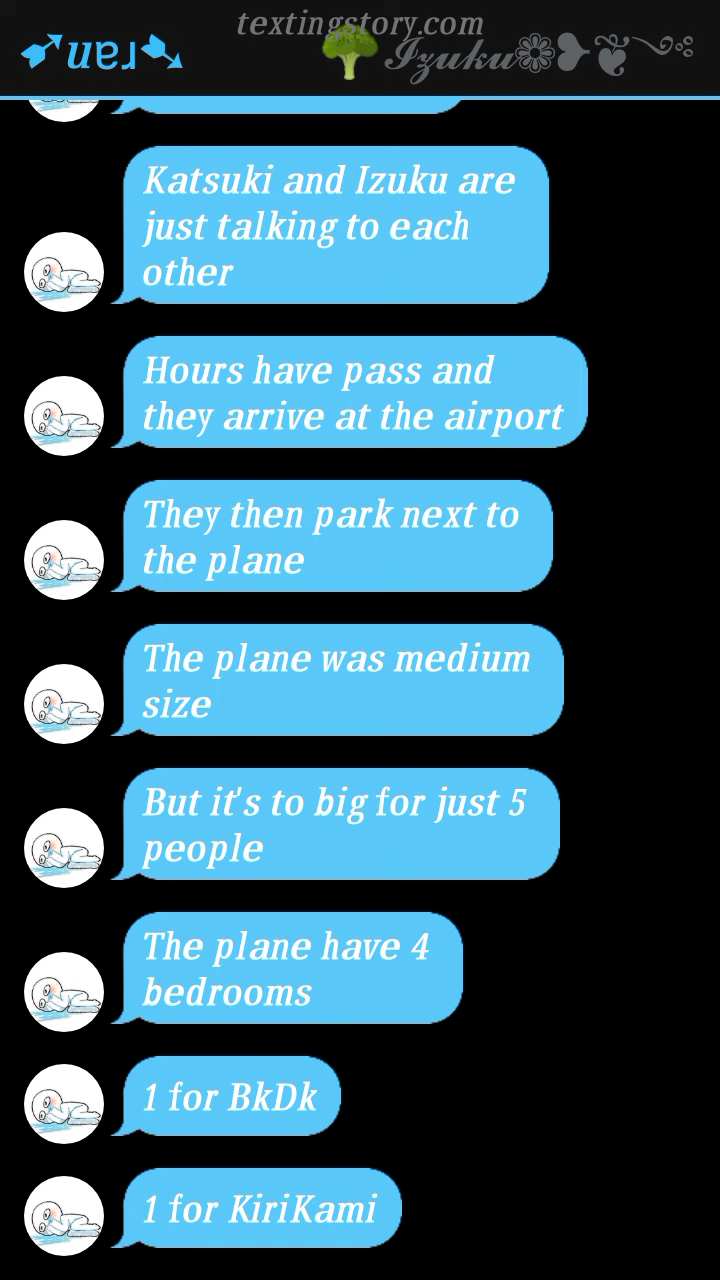 textingstory.com
ran
Izuku
Katsuki and Izuku are
just talking to each
other
Hours have pass and
they arrive at the airport
They then park next to
the plane
The plane was medium
size
But it's to big for just 5
people
The plane have 4
bedrooms
1 for BkDk
1 for KiriKami